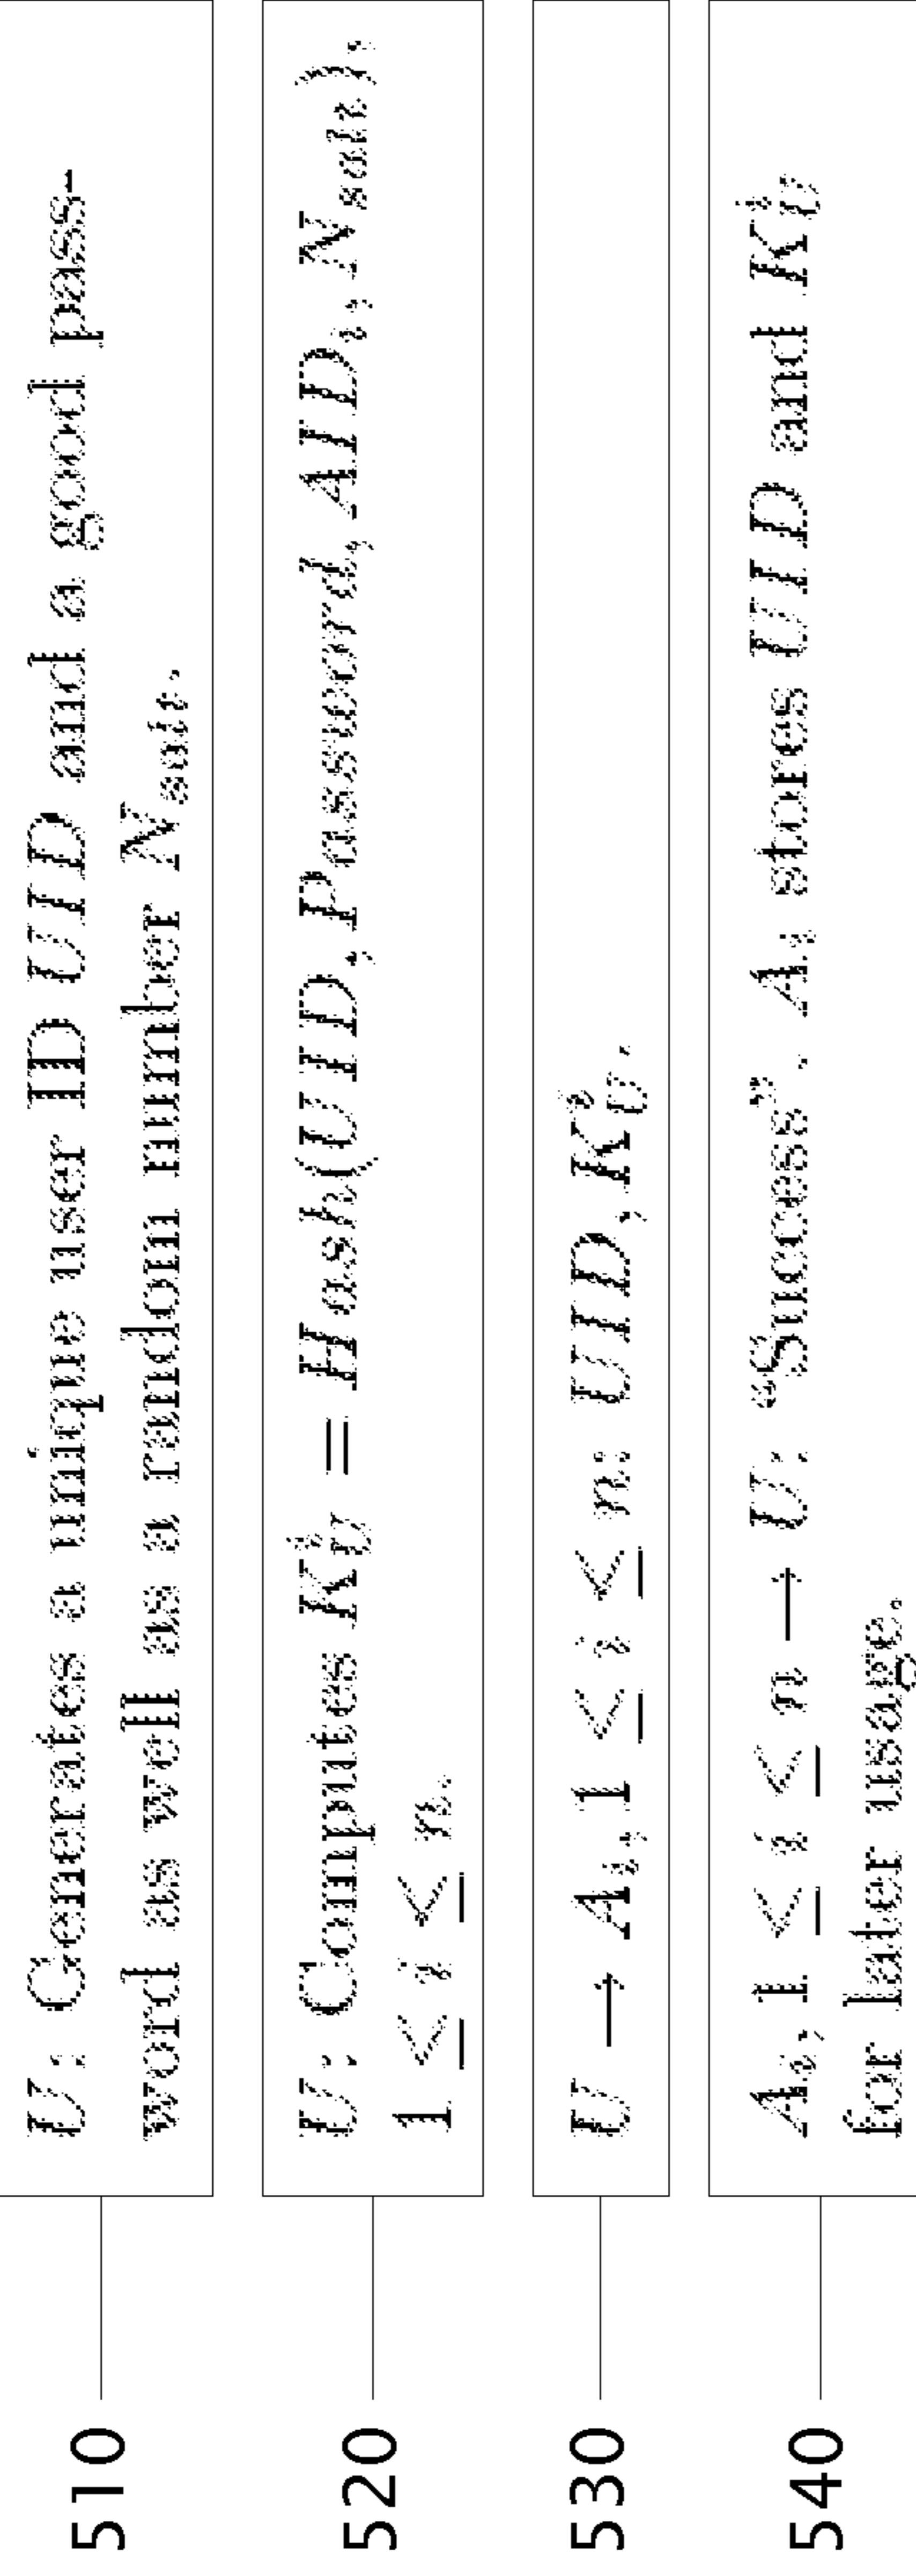 510 U: Generates a unique user ID UID and a good pass-
word as well as a random number N_salt.
520 U: Computes K_U^i = Hash(UID, Password, AID_i, N_salt),
1 ≤ i ≤ n.
530 U → A_i, 1 ≤ i ≤ n: UID, K_U^i.
540 A_i, 1 ≤ i ≤ n → U: "Success". A_i stores UID and K_U^i
for later usage.